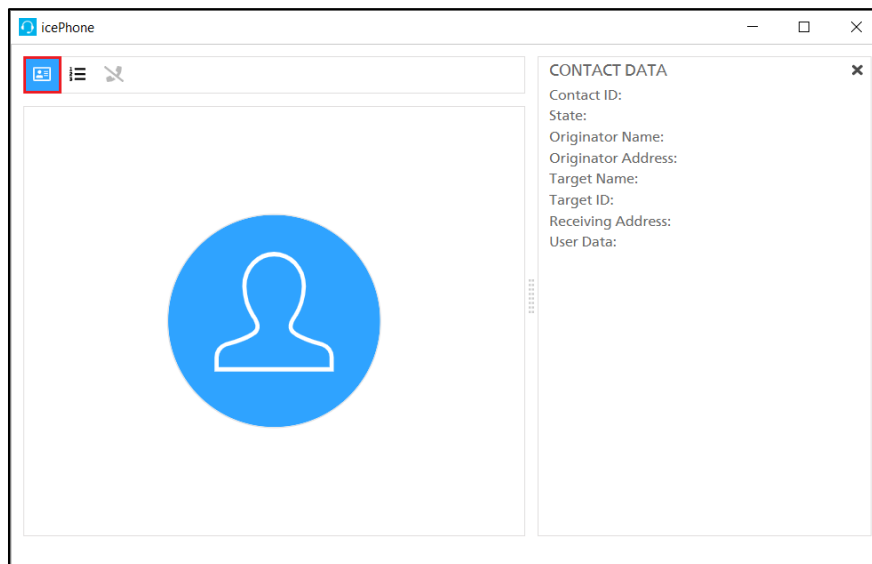 icePhone
CONTACT DATA
Contact ID:
State:
Originator Name:
Originator Address:
Target Name:
Target ID:
Receiving Address:
User Data: